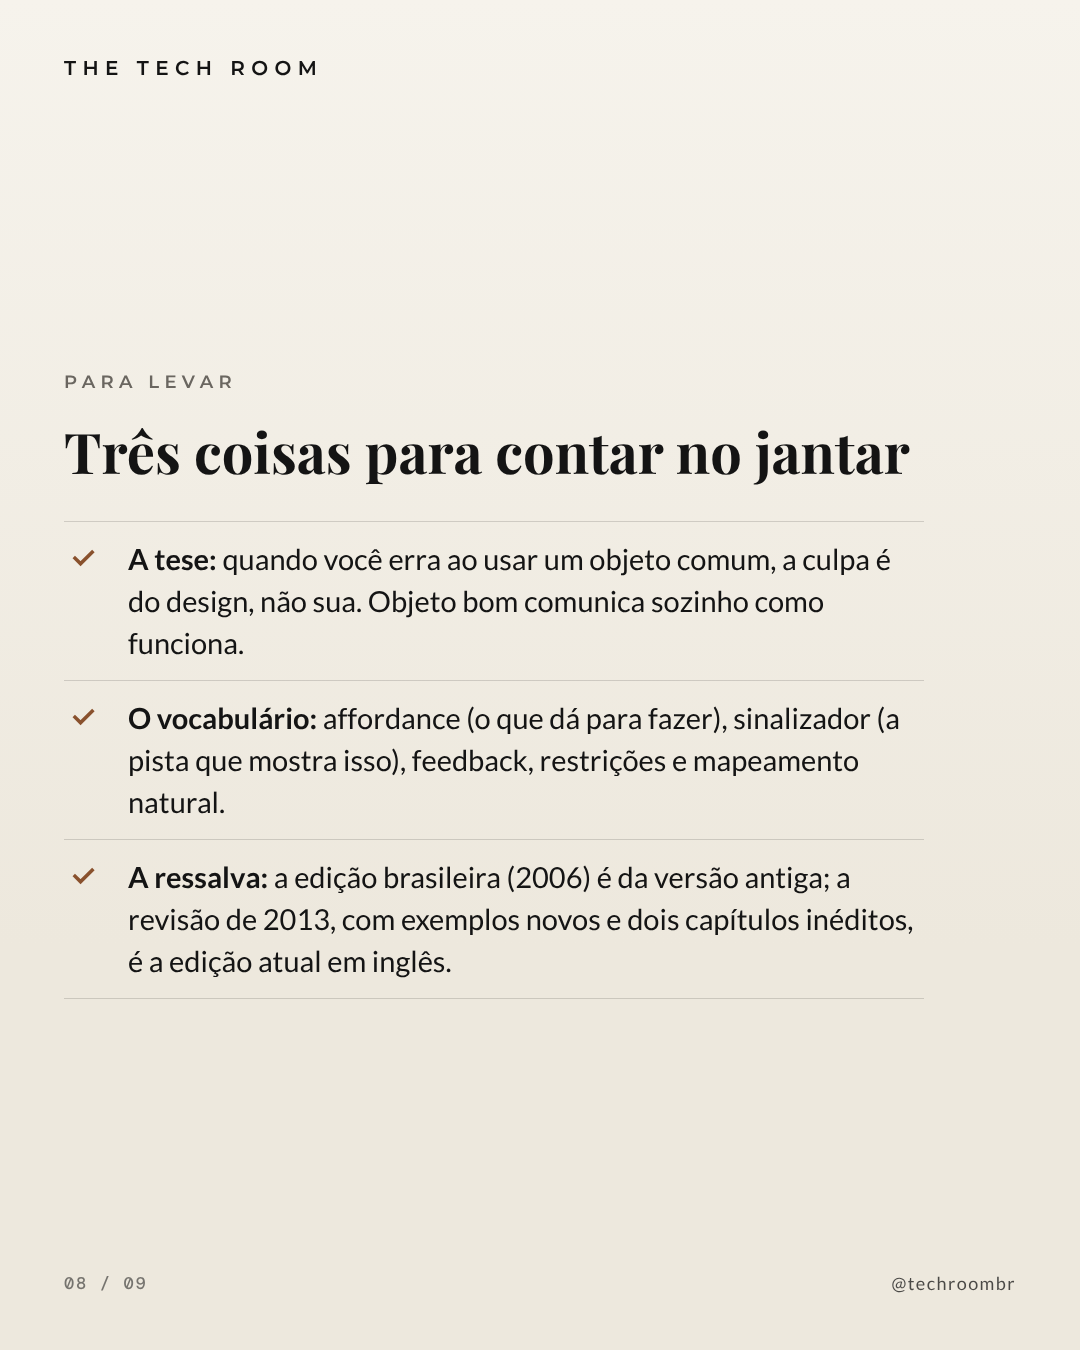 THE TECH ROOM
PARA LEVAR
Três coisas para contar no jantar
A tese: quando você erra ao usar um objeto comum, a culpa é
do design, não sua. Objeto bom comunica sozinho como
funciona.
O vocabulário: affordance (o que dá para fazer), sinalizador (a
pista que mostra isso), feedback, restrições e mapeamento
natural.
A ressalva: a edição brasileira (2006) é da versão antiga; a
revisão de 2013, com exemplos novos e dois capítulos inéditos,
é a edição atual em inglês.
08 / 09
@techroombr